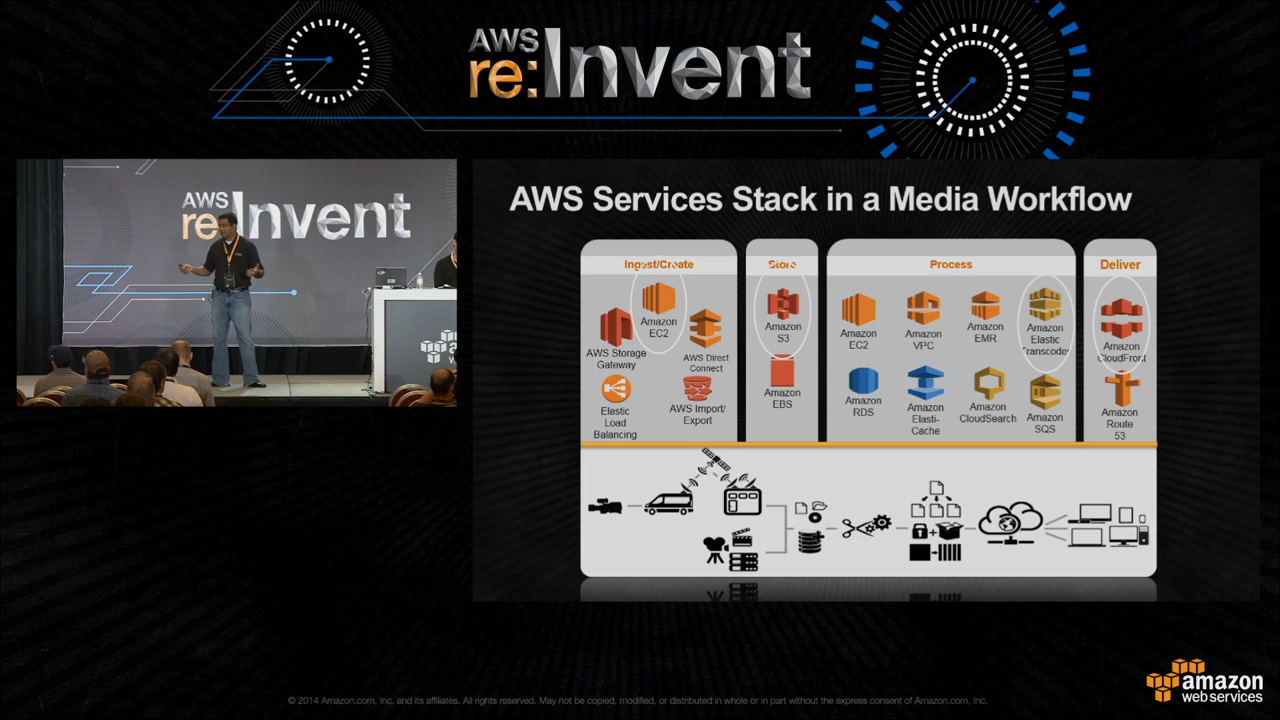 AWS
re:Invent
AWS
re:Invent
AWS Services Stack in a Media Workflow
Ingest/Create
Store
Process
Deliver
AWS Storage
Gateway
Amazon
EC2
AWS Direct
Connect
Elastic
Load
Balancing
AWS Import/
Export
Amazon
S3
Amazon
EBS
Amazon
EC2
Amazon
VPC
Amazon
EMR
Amazon
Elastic
Transcoder
Amazon
RDS
Amazon
Elasti-
Cache
Amazon
CloudSearch
Amazon
SQS
Amazon
CloudFront
Amazon
Route
53
© 2014 Amazon.com, Inc. and its affiliates. All rights reserved. May not be copied, modified, or distributed in whole or in part without the express consent of Amazon.com, Inc.
amazon
web services